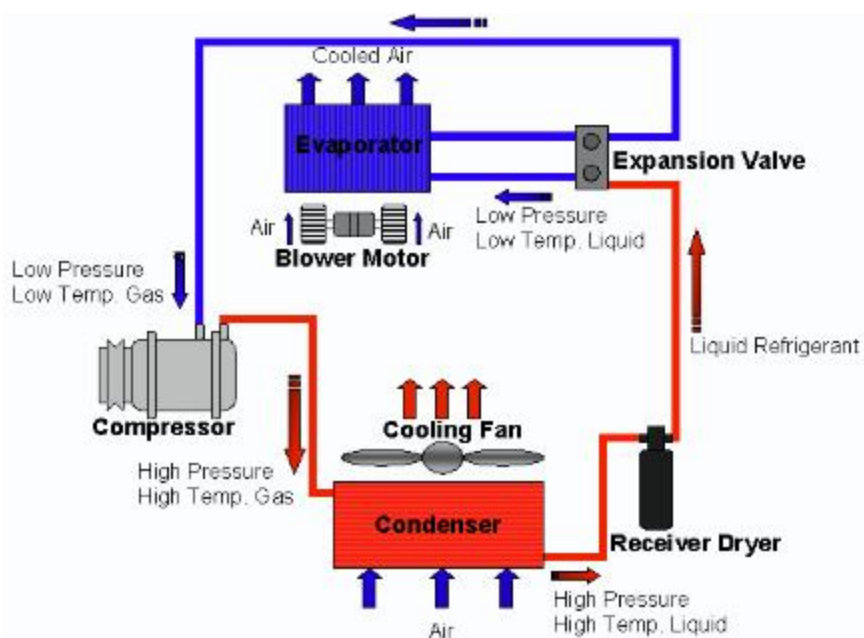 Cooled Air
Evaporator
Expansion Valve
Air
Air
Blower Motor
Low Pressure
Low Temp. Liquid
Low Pressure
Low Temp. Gas
Liquid Refrigerant
Compressor
Cooling Fan
High Pressure
High Temp. Gas
Condenser
Receiver Dryer
Air
High Pressure
High Temp. Liquid